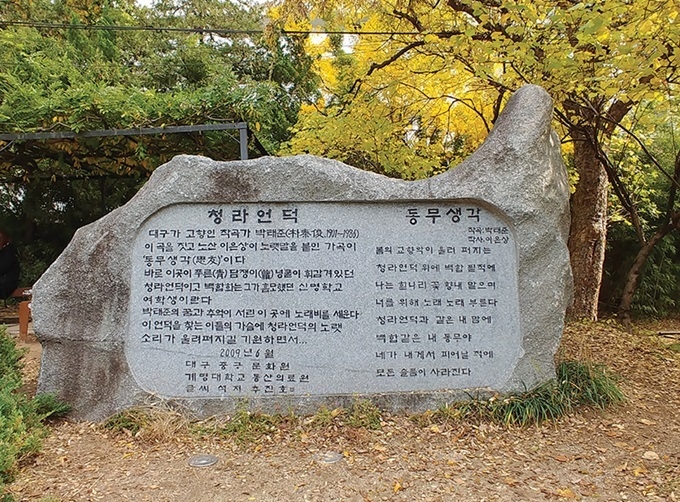 청라언덕
대구가 고향인 작곡가 박태준(朴泰俊,1901~1986)
이 곡을 짓고 노산 이은상이 노랫말을 붙인 가곡이
'동무생각(思友)'이다
바로 이곳이 푸른(靑) 담쟁이(蘿) 넝쿨이 휘감겨 있던
청라언덕이고 백합화는 그가 흠모했던 신명학교
여학생이란다
박태준의 꿈과 추억이 서린 이 곳에 노래비를 세운다
이 언덕을 찾는 이들의 가슴에 청라언덕의 노랫
소리가 울려퍼지길 기원하면서...
2009년 6월
대구 중구 문화원
계명대학교 동산의료원
글씨 추진호
동무생각
작곡.박태준
작사.이은상
봄의 교향악이 울려 퍼지는
청라언덕 위에 백합 필적에
나는 흰나리 꽃 향내 맡으며
너를 위해 노래 노래 부른다
청라언덕과 같은 내 맘에
백합같은 내 동무야
네가 내게서 피어날 적에
모든 슬픔이 사라진다